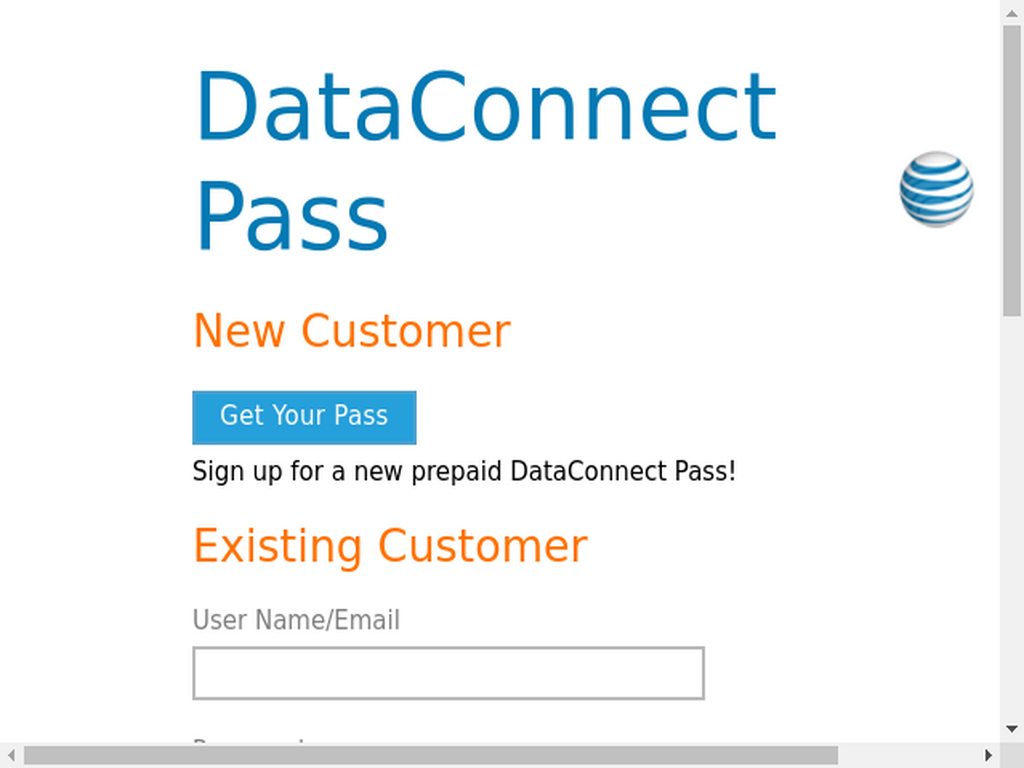 DataConnect
Pass
New Customer
Get Your Pass
Sign up for a new prepaid DataConnect Pass!
Existing Customer
User Name/Email